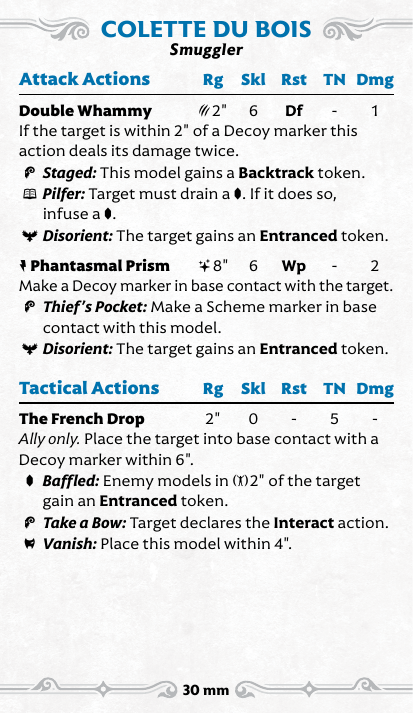 COLETTE DU BOIS
Smuggler
Attack Actions Rg Skl Rst TN Dmg
Double Whammy 2" 6 Df - 1
If the target is within 2" of a Decoy marker this
action deals its damage twice.
Staged: This model gains a Backtrack token.
Pilfer: Target must drain a . If it does so,
infuse a .
Disorient: The target gains an Entranced token.
Phantasmal Prism 8" 6 Wp - 2
Make a Decoy marker in base contact with the target.
Thief's Pocket: Make a Scheme marker in base
contact with this model.
Disorient: The target gains an Entranced token.
Tactical Actions Rg Skl Rst TN Dmg
The French Drop 2" 0 - 5 -
Ally only. Place the target into base contact with a
Decoy marker within 6".
Baffled: Enemy models in 2" of the target
gain an Entranced token.
Take a Bow: Target declares the Interact action.
Vanish: Place this model within 4".
30 mm